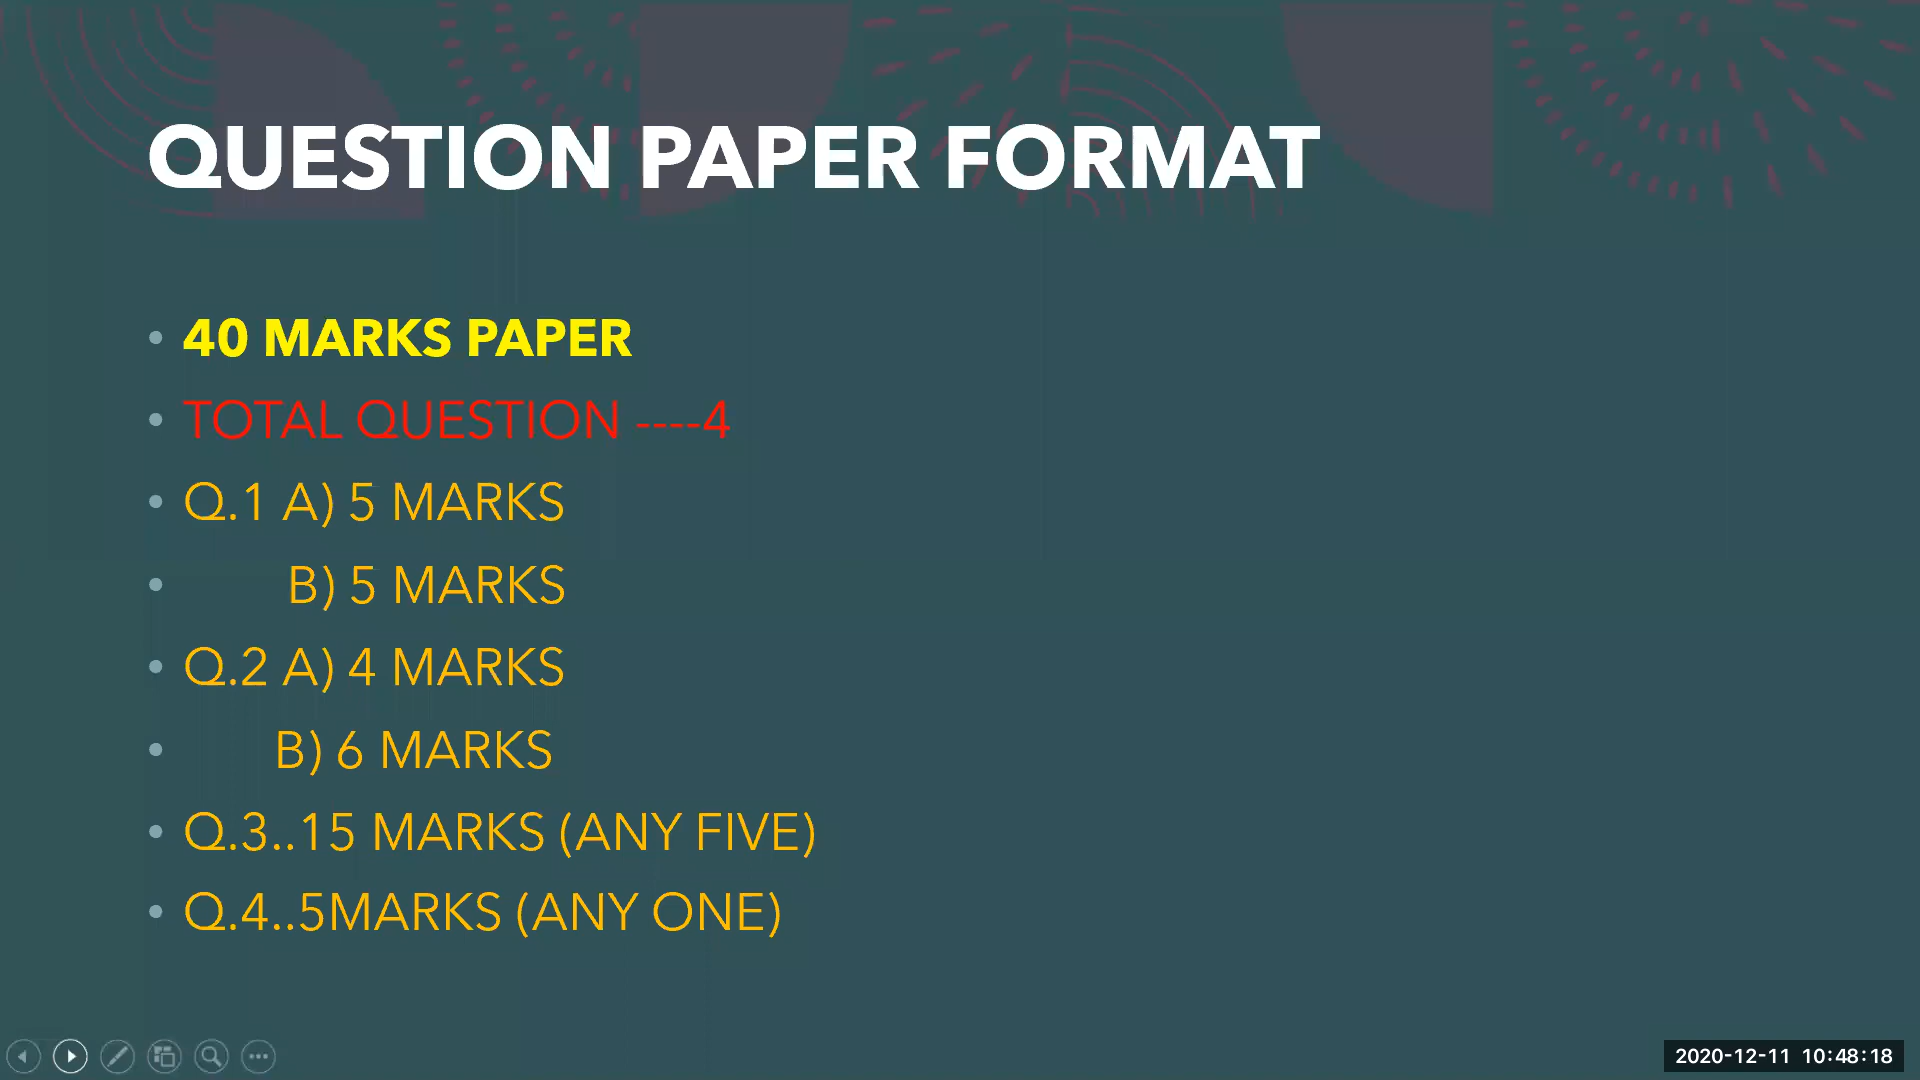 QUESTION PAPER FORMAT
40 MARKS PAPER
TOTAL QUESTION ----4
Q.1 A) 5 MARKS
B) 5 MARKS
Q.2 A) 4 MARKS
B) 6 MARKS
Q.3..15 MARKS (ANY FIVE)
Q.4..5MARKS (ANY ONE)
2020-12-11 10:48:18